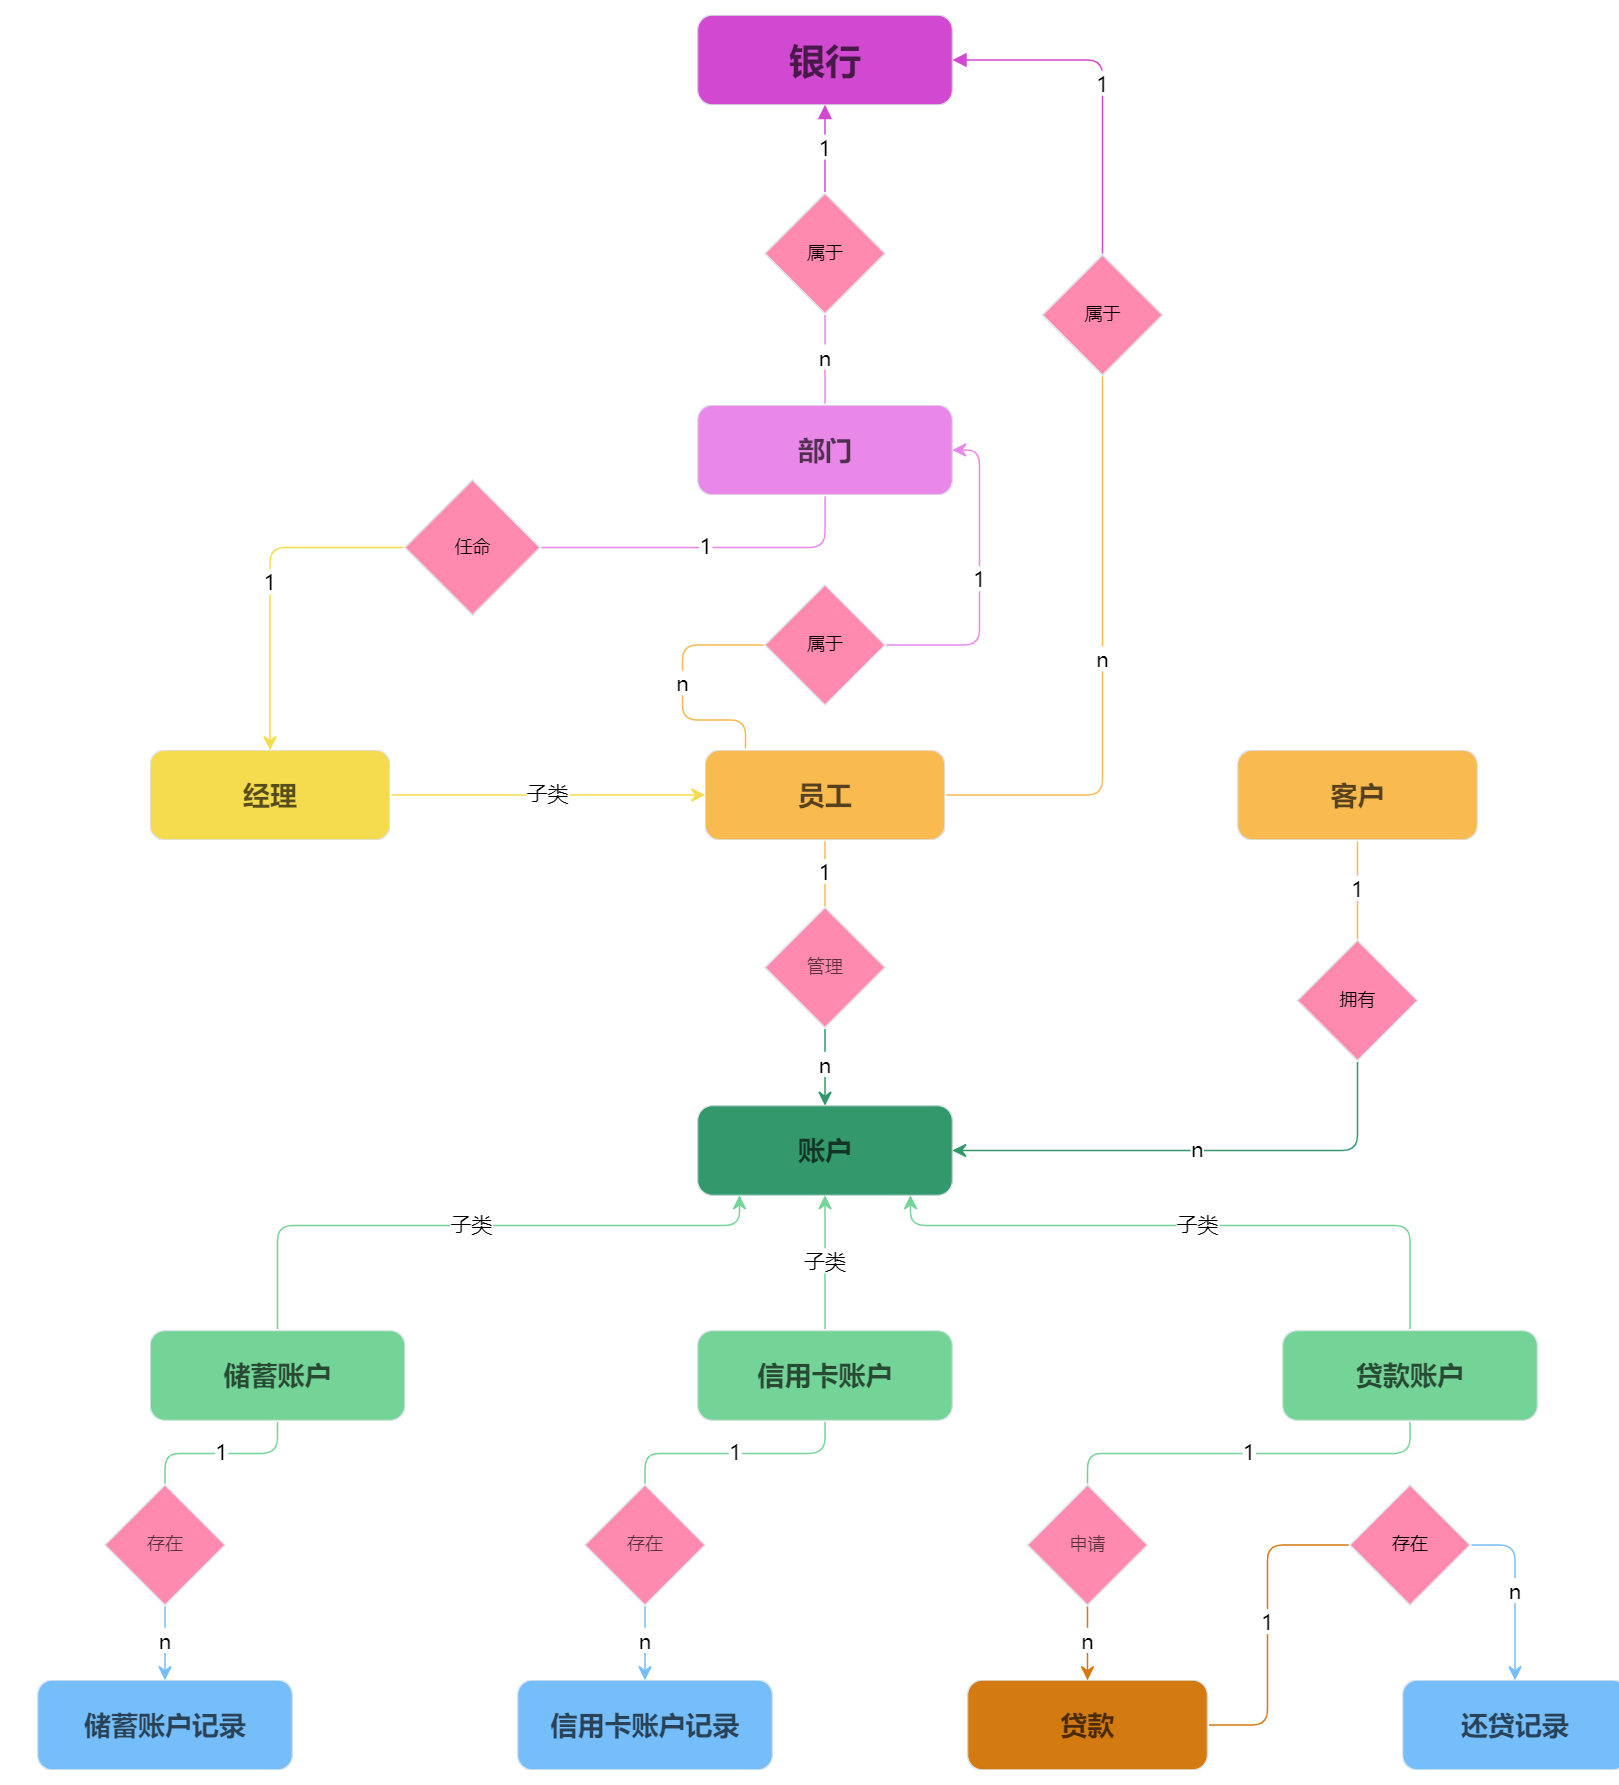 银行
1
1
属于
属于
n
部门
任命
1
1
1
属于
n
n
经理
子类
员工
客户
1
1
管理
拥有
n
账户
n
子类
子类
子类
储蓄账户
信用卡账户
贷款账户
1
1
1
存在
存在
申请
存在
n
1
n
n
n
储蓄账户记录
信用卡账户记录
贷款
还贷记录